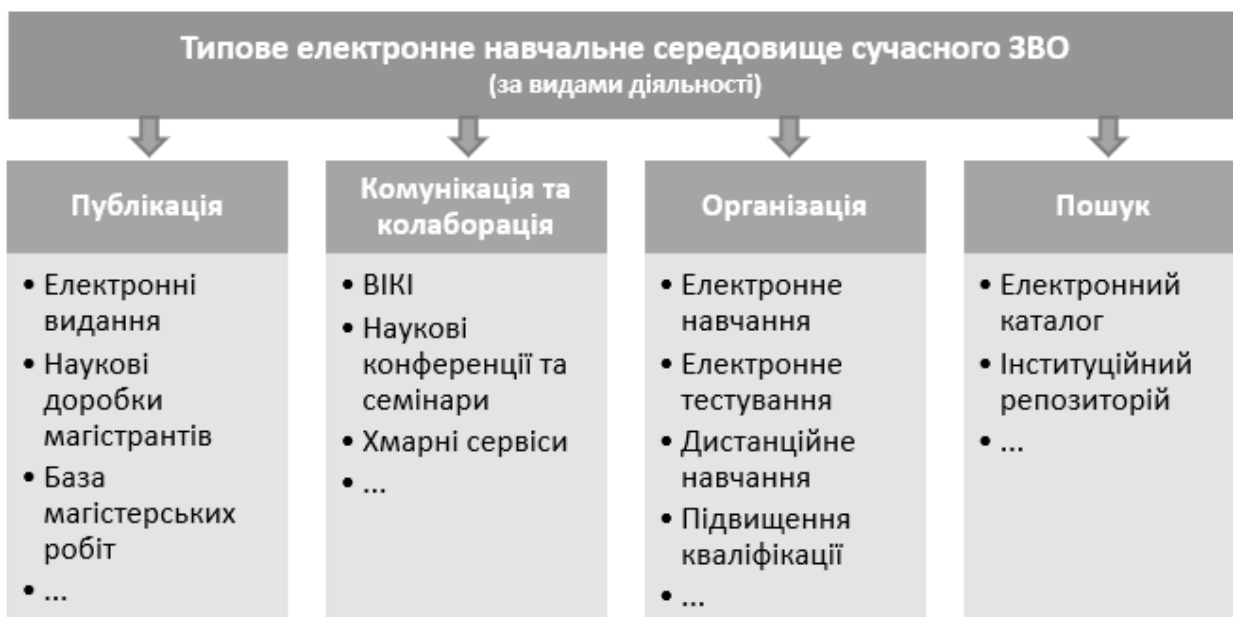 Типове електронне навчальне середовище сучасного ЗВО
(за видами діяльності)
Публікація
• Електронні
видання
• Наукові
доробки
магістрантів
• База
магістерських
робіт
• ...
Комунікація та
колаборація
• ВІКІ
• Наукові
конференції та
семінари
• Хмарні сервіси
• ...
Організація
• Електронне
навчання
• Електронне
тестування
• Дистанційне
навчання
• Підвищення
кваліфікації
• ...
Пошук
• Електронний
каталог
• Інституційний
репозиторій
• ...